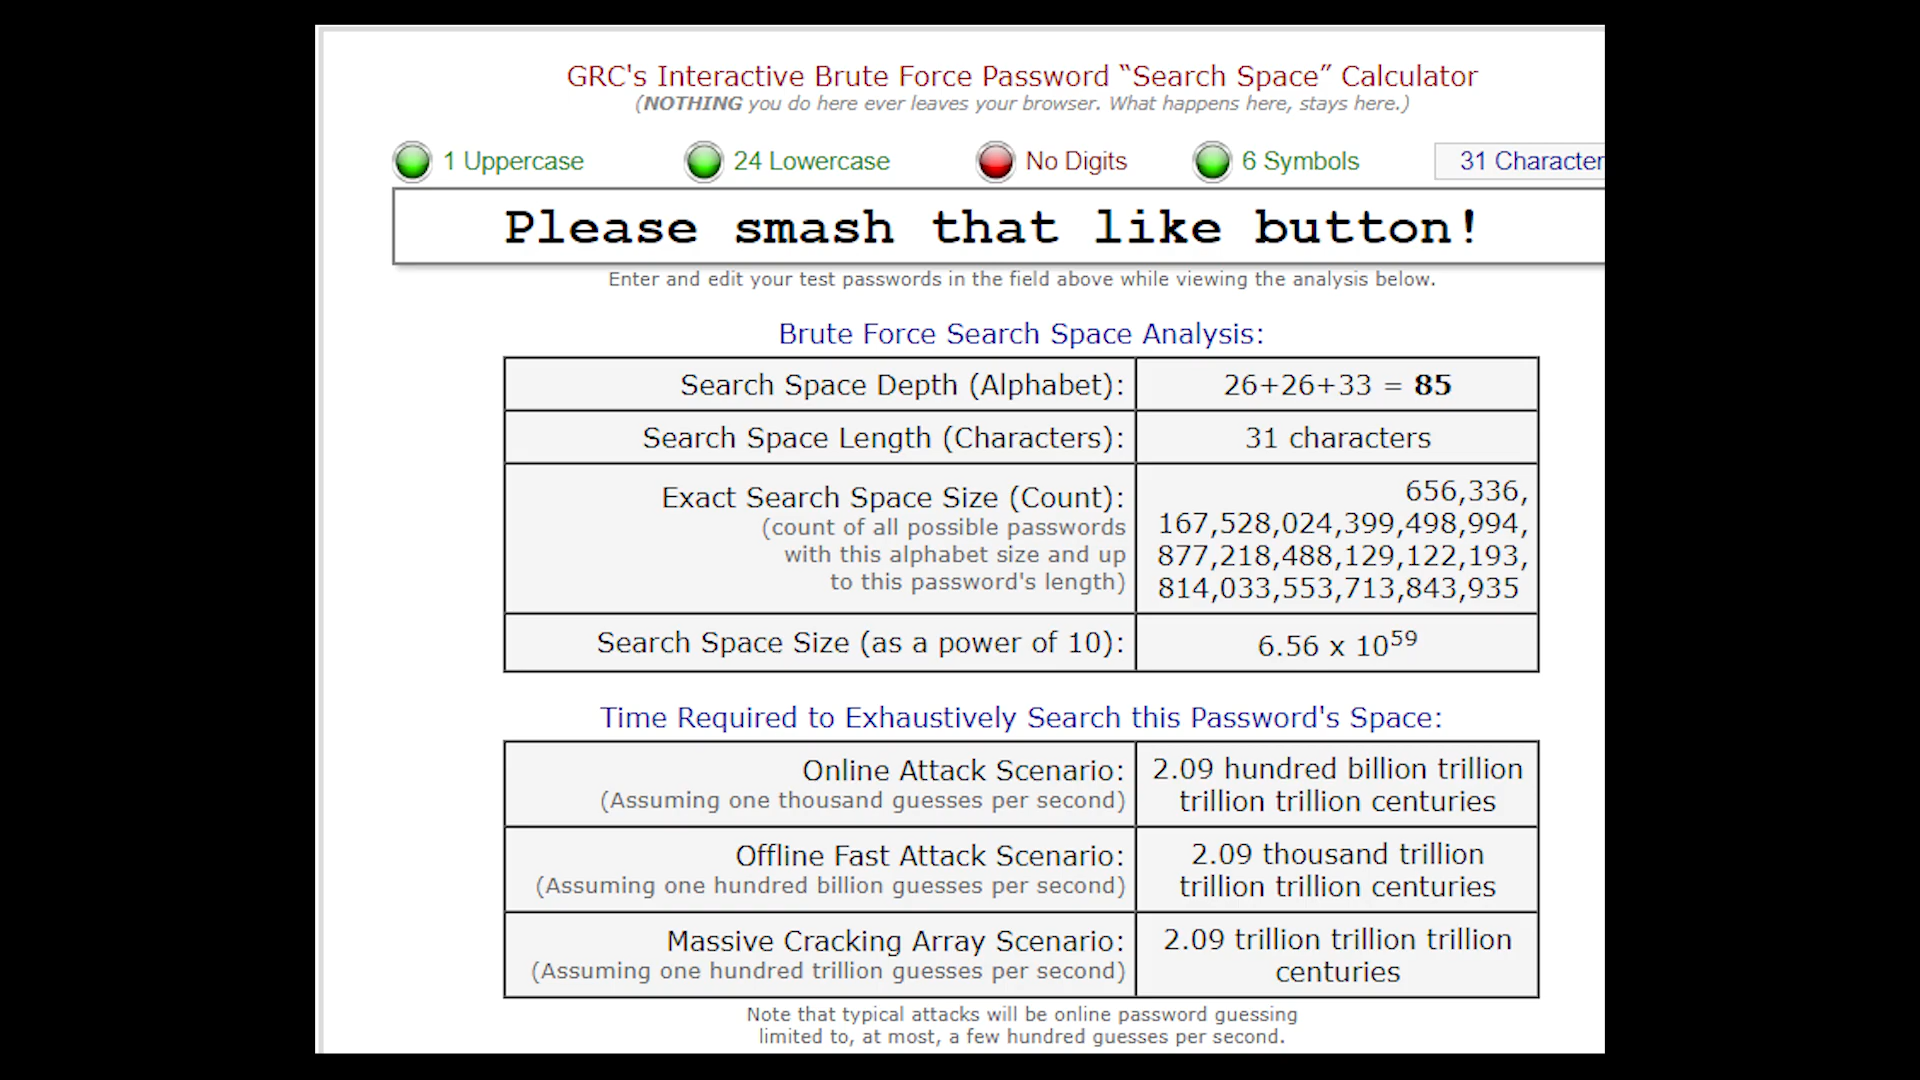 GRC's Interactive Brute Force Password “Search Space” Calculator
(NOTHING you do here ever leaves your browser. What happens here, stays here.)
1 Uppercase 24 Lowercase No Digits 6 Symbols 31 Character
Please smash that like button!
Enter and edit your test passwords in the field above while viewing the analysis below.
Brute Force Search Space Analysis:
Search Space Depth (Alphabet): 26+26+33 = 85
Search Space Length (Characters): 31 characters
Exact Search Space Size (Count):
(count of all possible passwords
with this alphabet size and up
to this password's length)
656,336,
167,528,024,399,498,994,
877,218,488,129,122,193,
814,033,553,713,843,935
Search Space Size (as a power of 10): 6.56 x 10^59
Time Required to Exhaustively Search this Password's Space:
Online Attack Scenario:
(Assuming one thousand guesses per second)
2.09 hundred billion trillion
trillion trillion centuries
Offline Fast Attack Scenario:
(Assuming one hundred billion guesses per second)
2.09 thousand trillion
trillion trillion centuries
Massive Cracking Array Scenario:
(Assuming one hundred trillion guesses per second)
2.09 trillion trillion trillion
centuries
Note that typical attacks will be online password guessing
limited to, at most, a few hundred guesses per second.